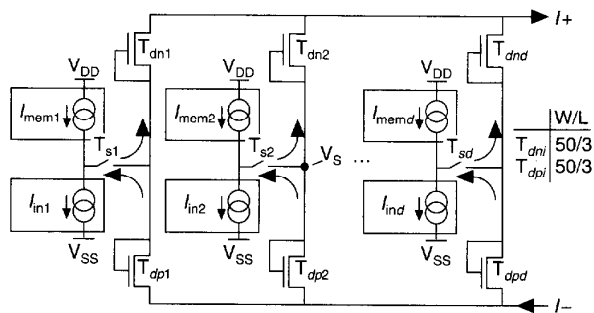 I+
T_dn1 T_dn2 T_dnd
V_DD V_DD V_DD
I_mem1 I_mem2 I_memd
T_s1 T_s2 T_sd
V_S ...
W/L
T_dni 50/3
T_dpi 50/3
I_in1 I_in2 I_ind
V_SS V_SS V_SS
T_dp1 T_dp2 T_dpd
I−